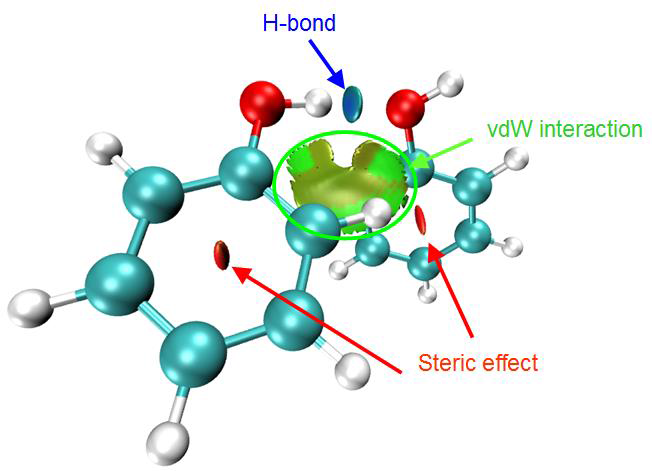 H-bond
vdW interaction
Steric effect